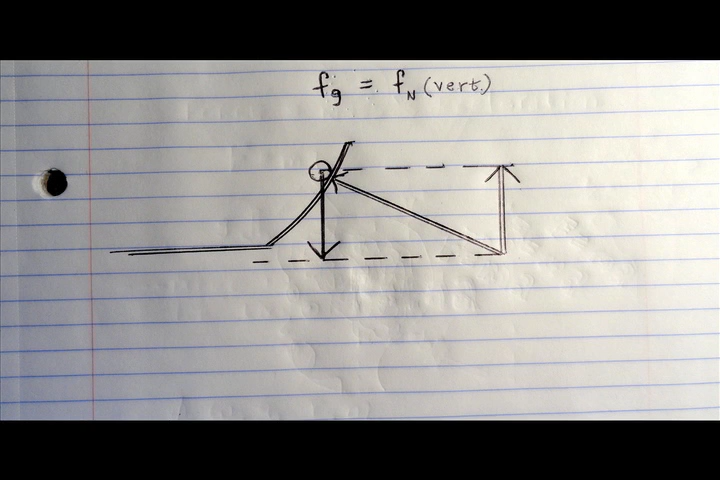 fg = fN (vert.)